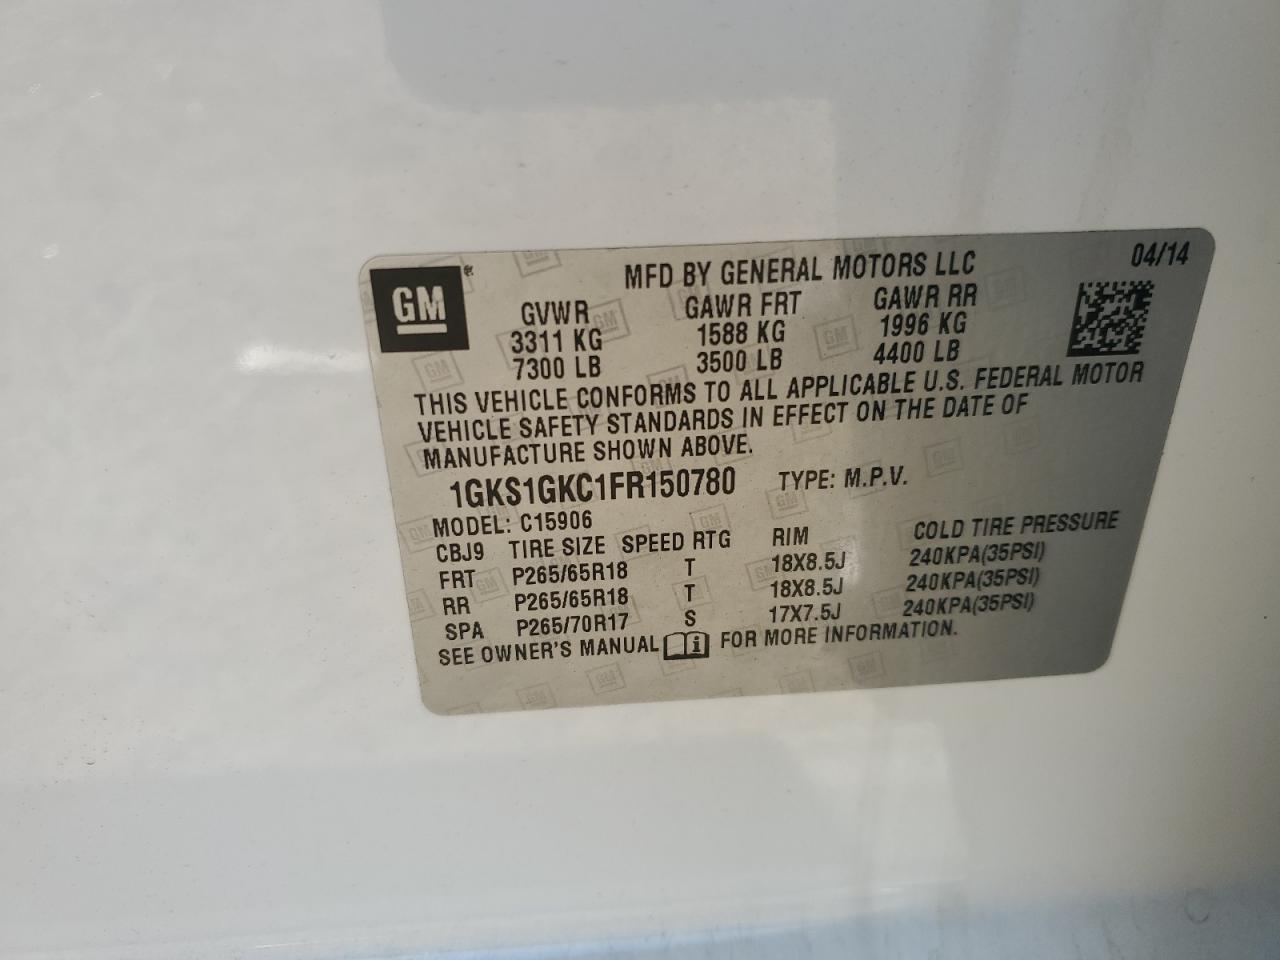 GM
MFD BY GENERAL MOTORS LLC 04/14
GVWR GAWR FRT GAWR RR
3311 KG 1588 KG 1996 KG
7300 LB 3500 LB 4400 LB
THIS VEHICLE CONFORMS TO ALL APPLICABLE U.S. FEDERAL MOTOR
VEHICLE SAFETY STANDARDS IN EFFECT ON THE DATE OF
MANUFACTURE SHOWN ABOVE.
1GKS1GKC1FR150780 TYPE: M.P.V.
MODEL: C15906
CBJ9 TIRE SIZE SPEED RTG RIM COLD TIRE PRESSURE
FRT P265/65R18 T 18X8.5J 240KPA(35PSI)
RR P265/65R18 T 18X8.5J 240KPA(35PSI)
SPA P265/70R17 S 17X7.5J 240KPA(35PSI)
SEE OWNER'S MANUAL i FOR MORE INFORMATION.